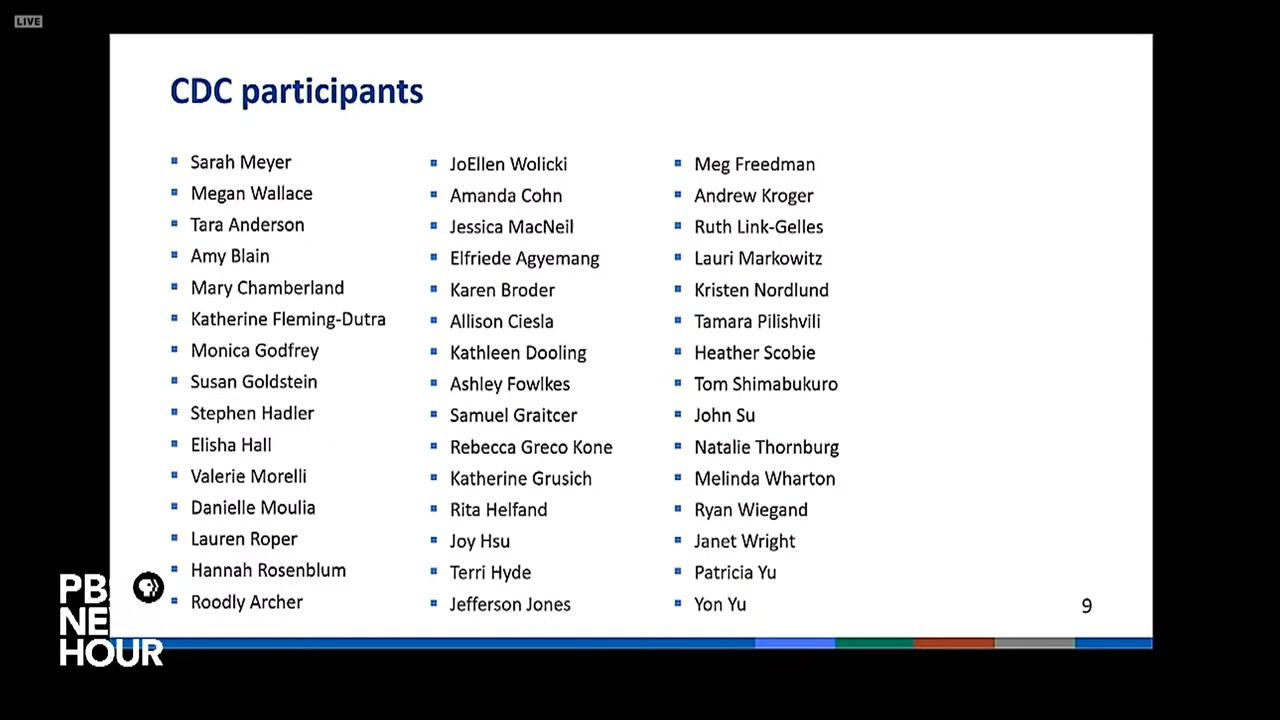 LIVE
CDC participants
Sarah Meyer
Megan Wallace
Tara Anderson
Amy Blain
Mary Chamberland
Katherine Fleming-Dutra
Monica Godfrey
Susan Goldstein
Stephen Hadler
Elisha Hall
Valerie Morelli
Danielle Moulia
Lauren Roper
Hannah Rosenblum
Roodly Archer
JoEllen Wolicki
Amanda Cohn
Jessica MacNeil
Elfriede Agyemang
Karen Broder
Allison Ciesla
Kathleen Dooling
Ashley Fowlkes
Samuel Graitcer
Rebecca Greco Kone
Katherine Grusich
Rita Helfand
Joy Hsu
Terri Hyde
Jefferson Jones
Meg Freedman
Andrew Kroger
Ruth Link-Gelles
Lauri Markowitz
Kristen Nordlund
Tamara Pilishvili
Heather Scobie
Tom Shimabukuro
John Su
Natalie Thornburg
Melinda Wharton
Ryan Wiegand
Janet Wright
Patricia Yu
Yon Yu
9
PB
NE
HOUR